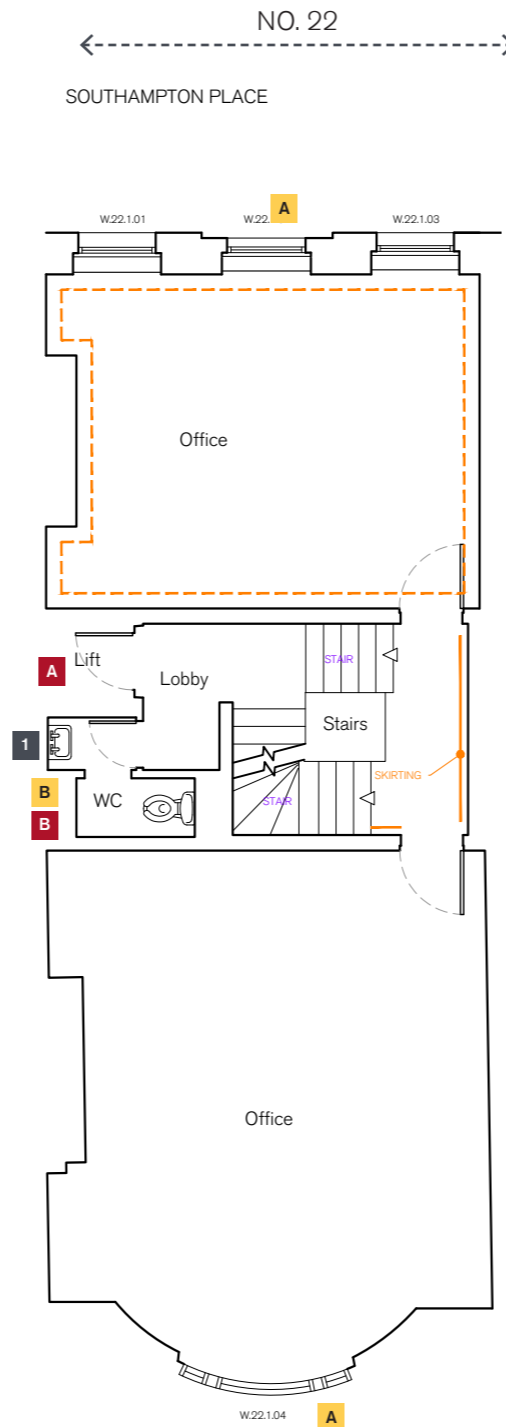 NO. 22
SOUTHAMPTON PLACE
A
W.22.1.01 W.22. W.22.1.03
Office
STAIR
A Lift
Lobby
Stairs
1
SKIRTING
B
WC
STAIR
B
Office
W.22.1.04 A